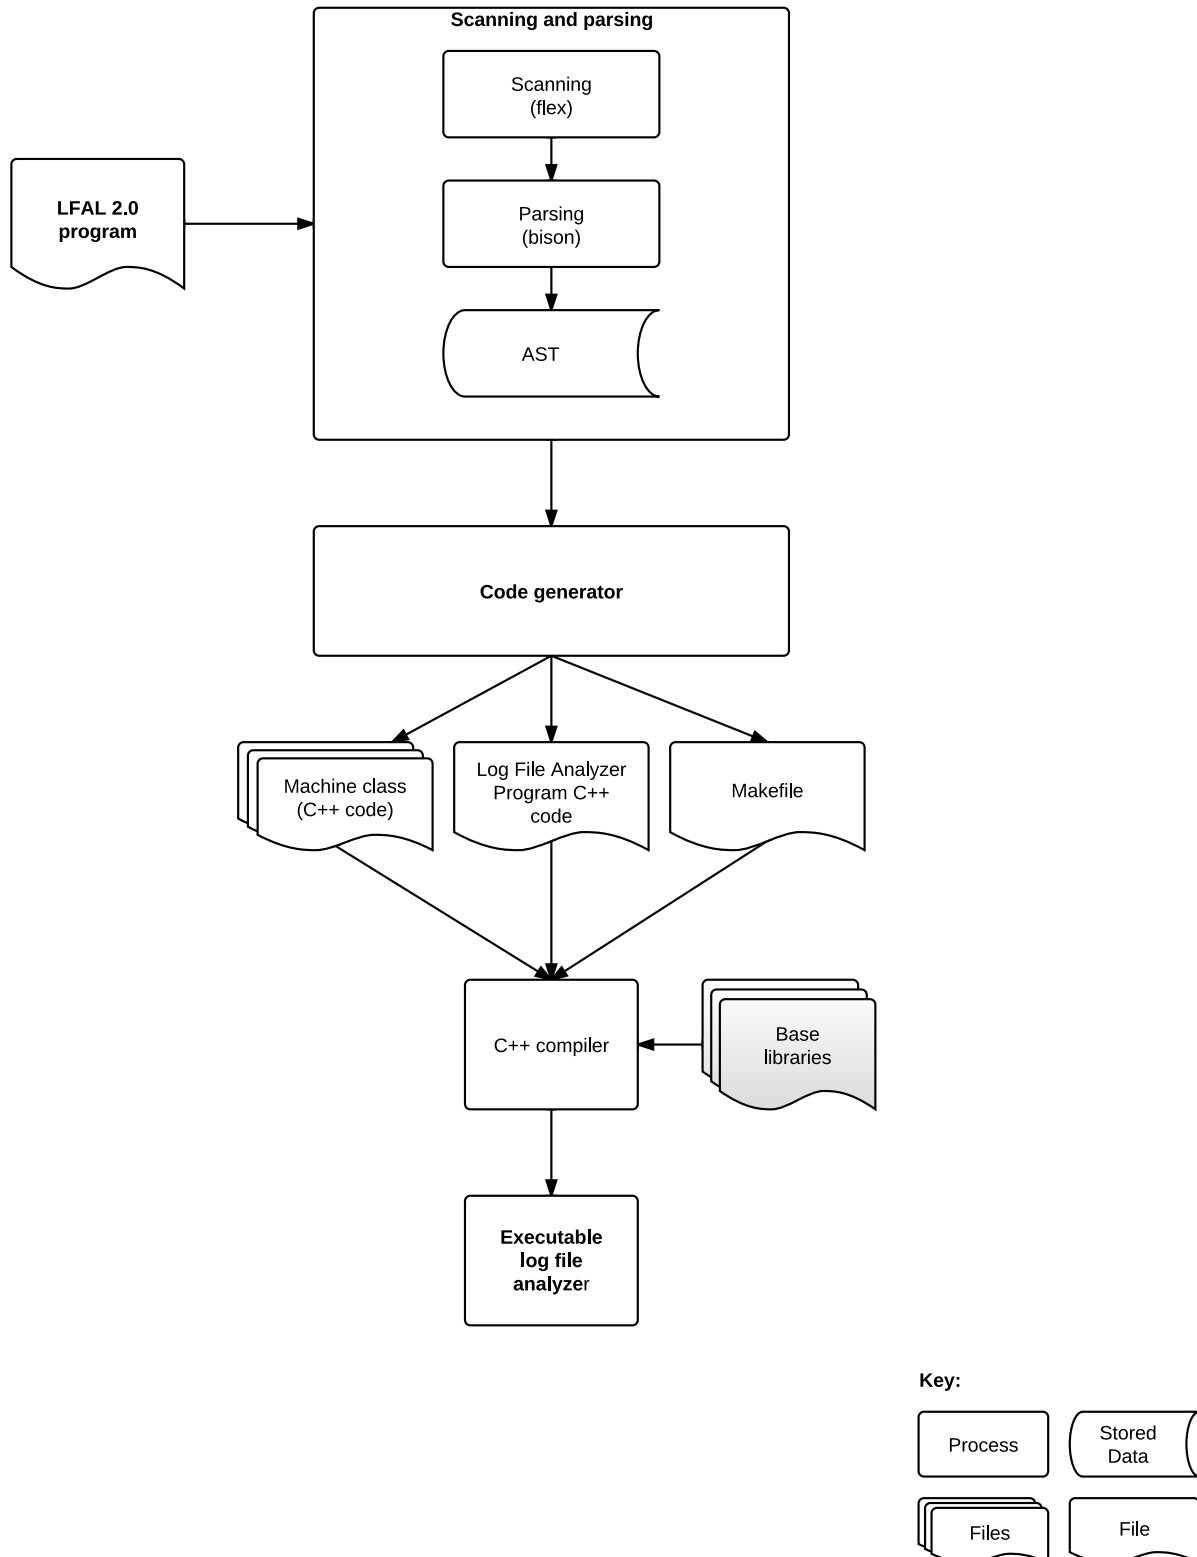 Scanning and parsing
Scanning
(flex)
LFAL 2.0
program
Parsing
(bison)
AST
Code generator
Machine class
(C++ code)
Log File Analyzer
Program C++
code
Makefile
C++ compiler
Base
libraries
Executable
log file
analyzer
Key:
Process
Stored
Data
Files
File